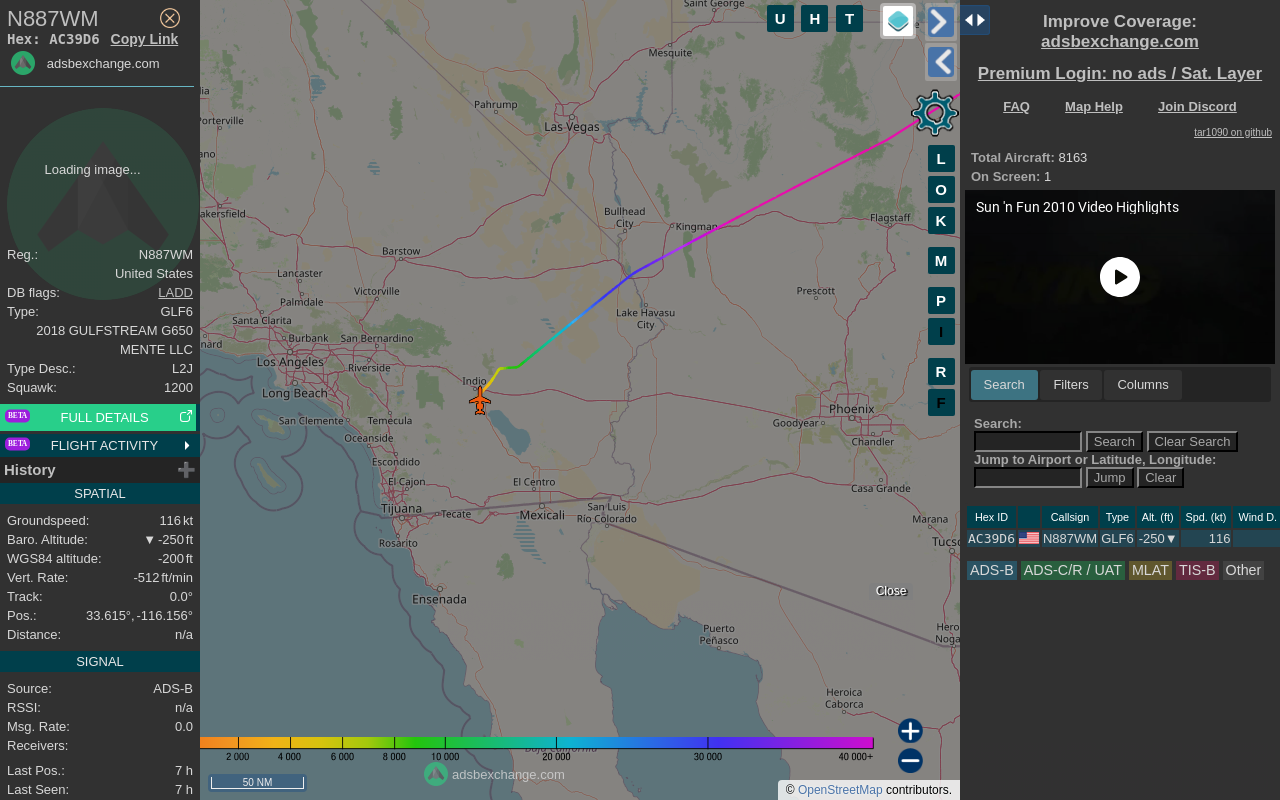 N887WM
Hex: AC39D6 Copy Link
adsbexchange.com
Loading image...
Reg.: N887WM
United States
DB flags: LADD
Type: GLF6
2018 GULFSTREAM G650
MENTE LLC
Type Desc.: L2J
Squawk: 1200
BETA FULL DETAILS
BETA FLIGHT ACTIVITY
History
SPATIAL
Groundspeed: 116 kt
Baro. Altitude: ▼ -250 ft
WGS84 altitude: -200 ft
Vert. Rate: -512 ft/min
Track: 0.0°
Pos.: 33.615°, -116.156°
Distance: n/a
SIGNAL
Source: ADS-B
RSSI: n/a
Msg. Rate: 0.0
Receivers:
Last Pos.: 7 h
Last Seen: 7 h
Saint George
U H T
Mesquite
Pahrump
Las Vegas
Porterville
akersfield
Bullhead
City
Kingman
Flagstaff
Barstow
Lancaster
Palmdale
Victorville
Prescott
Santa Clarita
Lake Havasu
City
Burbank
San Bernardino
nard
Los Angeles
Riverside
Indio
Long Beach
Phoenix
San Clemente
Temecula
Goodyear
Oceanside
Chandler
Escondido
El Cajon
El Centro
Casa Grande
Tijuana
Tecate
Mexicali
San Luis
Río Colorado
Marana
Rosarito
Tucso
Ensenada
Close
Puerto
Peñasco
Hero
Noga
Heroica
Caborca
L
O
K
M
P
I
R
F
2 000 4 000 6 000 8 000 10 000 20 000 30 000 40 000+
adsbexchange.com
50 NM
© OpenStreetMap contributors.
Improve Coverage:
adsbexchange.com
Premium Login: no ads / Sat. Layer
FAQ Map Help Join Discord
tar1090 on github
Total Aircraft: 8163
On Screen: 1
Sun 'n Fun 2010 Video Highlights
Search Filters Columns
Search:
Search Clear Search
Jump to Airport or Latitude, Longitude:
Jump Clear
Hex ID Callsign Type Alt. (ft) Spd. (kt) Wind D.
AC39D6 N887WM GLF6 -250▼ 116
ADS-B ADS-C/R / UAT MLAT TIS-B Other